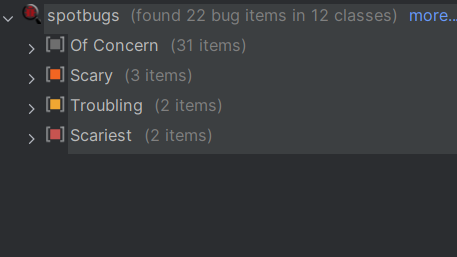 spotbugs (found 22 bug items in 12 classes) more...
Of Concern (31 items)
Scary (3 items)
Troubling (2 items)
Scariest (2 items)